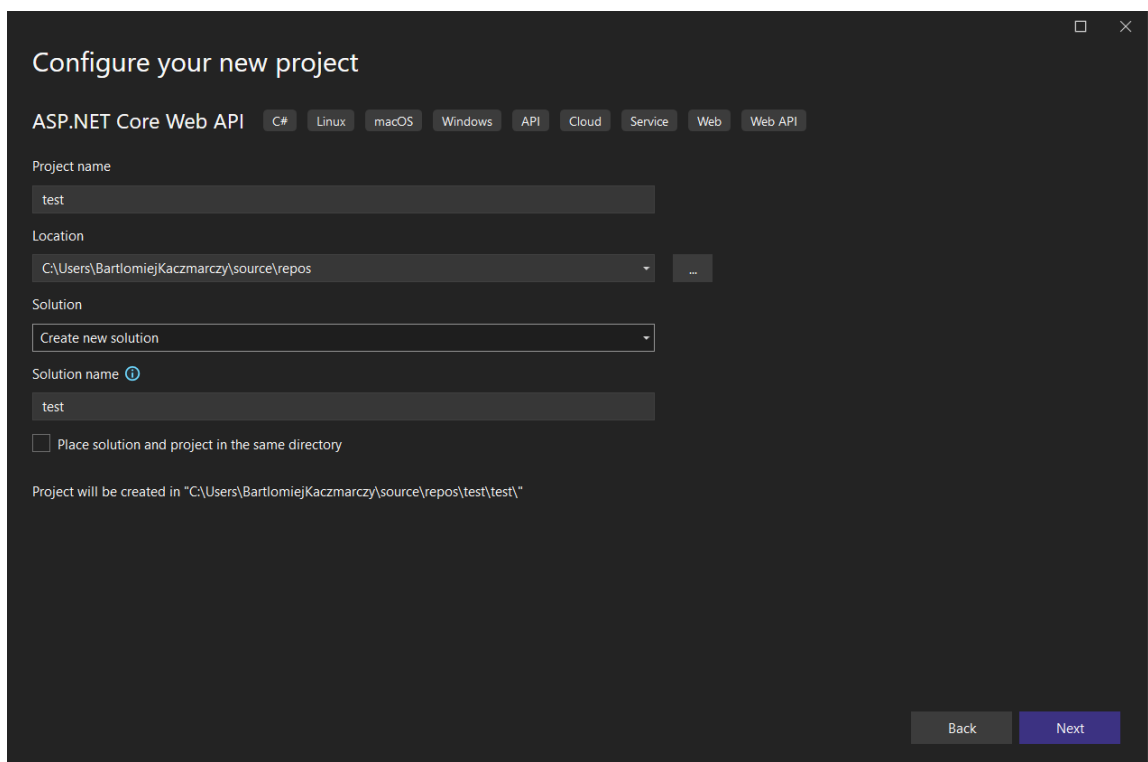 Configure your new project
ASP.NET Core Web API C# Linux macOS Windows API Cloud Service Web Web API
Project name
test
Location
C:\Users\BartlomiejKaczmarczy\source\repos
...
Solution
Create new solution
Solution name
test
Place solution and project in the same directory
Project will be created in "C:\Users\BartlomiejKaczmarczy\source\repos\test\test\"
Back Next